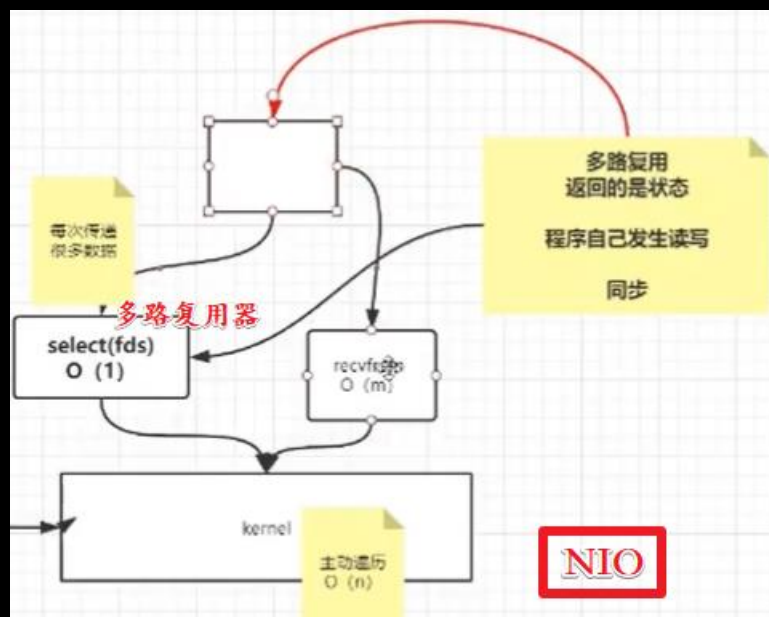 多路复用
返回的是状态
程序自己发生读写
同步
每次传递
很多数据
多路复用器
select(fds)
O（1）
O（m）
kernel
主动遍历
O（n）
NIO